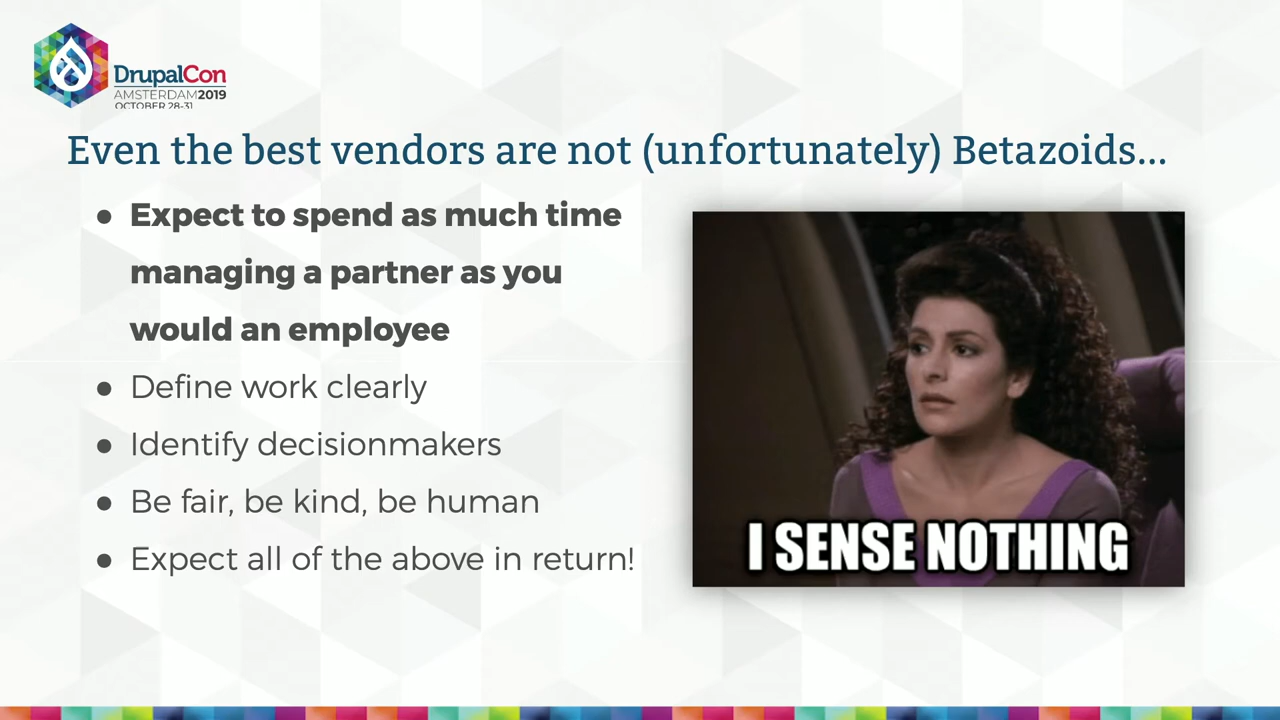 DrupalCon
AMSTERDAM2019
OCTOBER 28-31
Even the best vendors are not (unfortunately) Betazoids...
● Expect to spend as much time
managing a partner as you
would an employee
● Define work clearly
● Identify decisionmakers
● Be fair, be kind, be human
● Expect all of the above in return!
I SENSE NOTHING